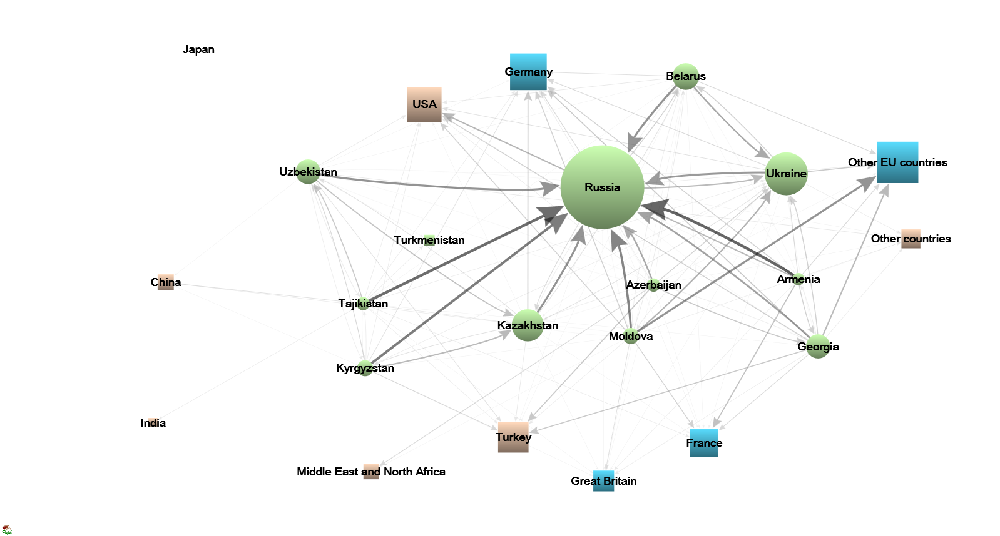 Japan
Germany
Belarus
USA
Other EU countries
Uzbekistan
Ukraine
Russia
Turkmenistan
Other countries
China
Azerbaijan
Armenia
Tajikistan
Kazakhstan
Moldova
Georgia
Kyrgyzstan
India
Turkey
France
Middle East and North Africa
Great Britain
Pajek